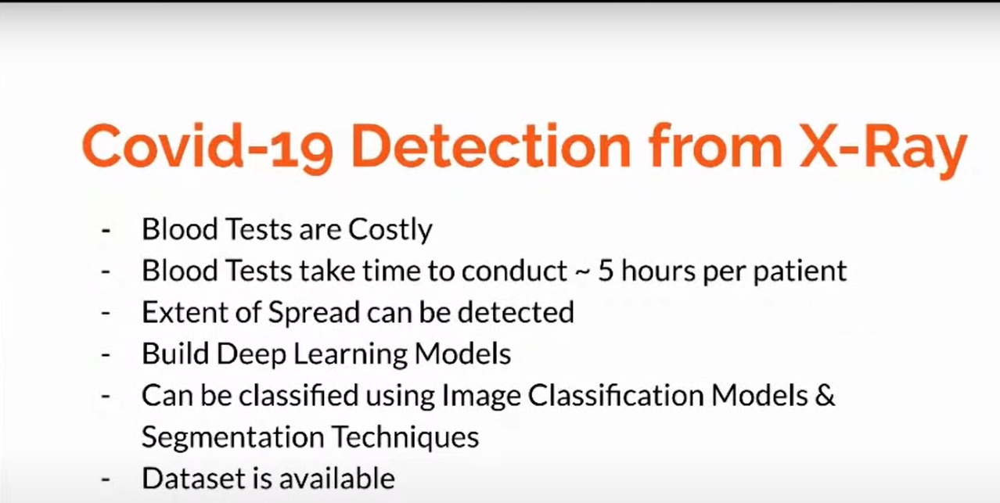 Covid-19 Detection from X-Ray
- Blood Tests are Costly
- Blood Tests take time to conduct ~ 5 hours per patient
- Extent of Spread can be detected
- Build Deep Learning Models
- Can be classified using Image Classification Models &
Segmentation Techniques
- Dataset is available